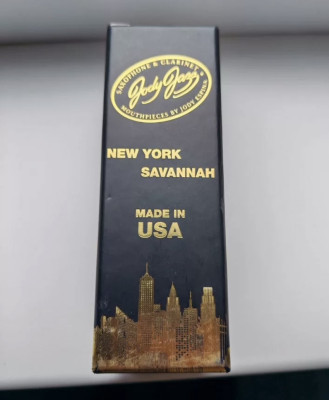 SAXOPHONE & CLARINET
JodyJazz
MOUTHPIECES BY JODY ESPINA
NEW YORK
SAVANNAH
MADE IN
USA